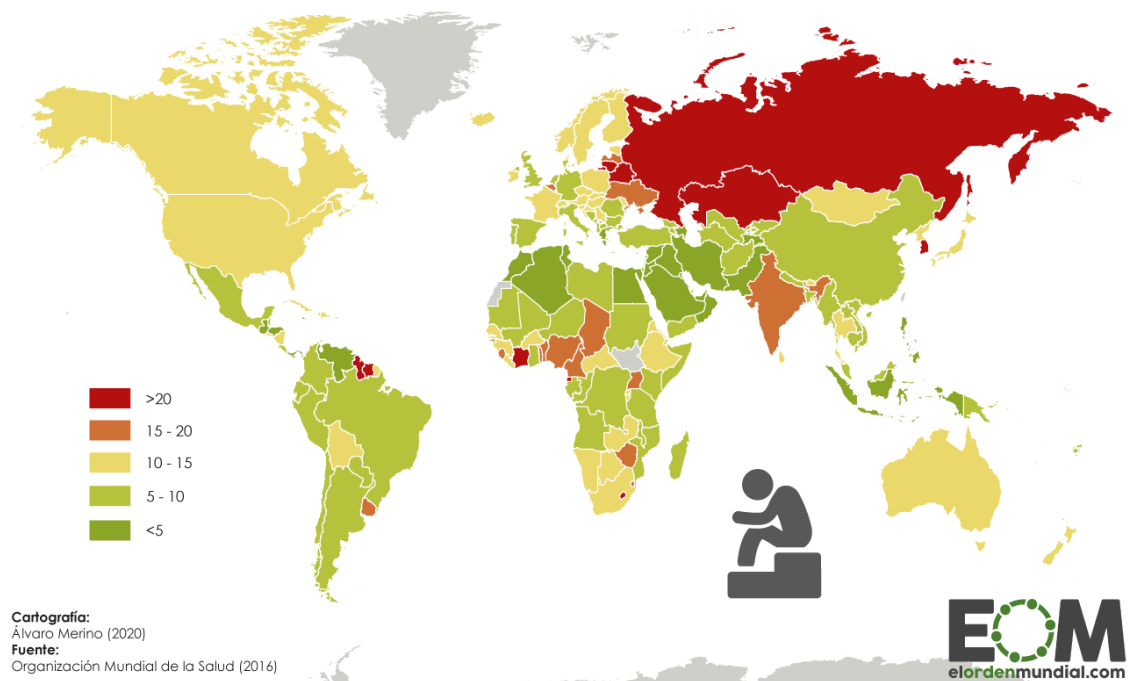 >20
15 - 20
10 - 15
5 - 10
<5
Cartografía:
Álvaro Merino (2020)
Fuente:
Organización Mundial de la Salud (2016)
EOM
elordenmundial.com